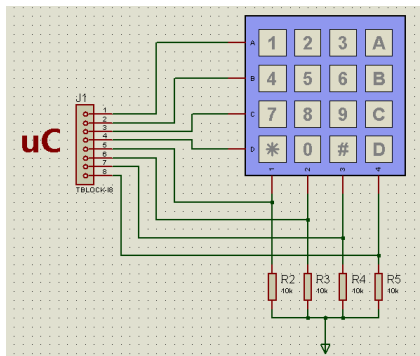 A 1 2 3 A
B 4 5 6 B
C 7 8 9 C
D * 0 # D
1 2 3 4
J1
1
2
3
4
5
6
7
8
TBLOCK-I8
uC
R2 R3 R4 R5
10k 10k 10k 10k